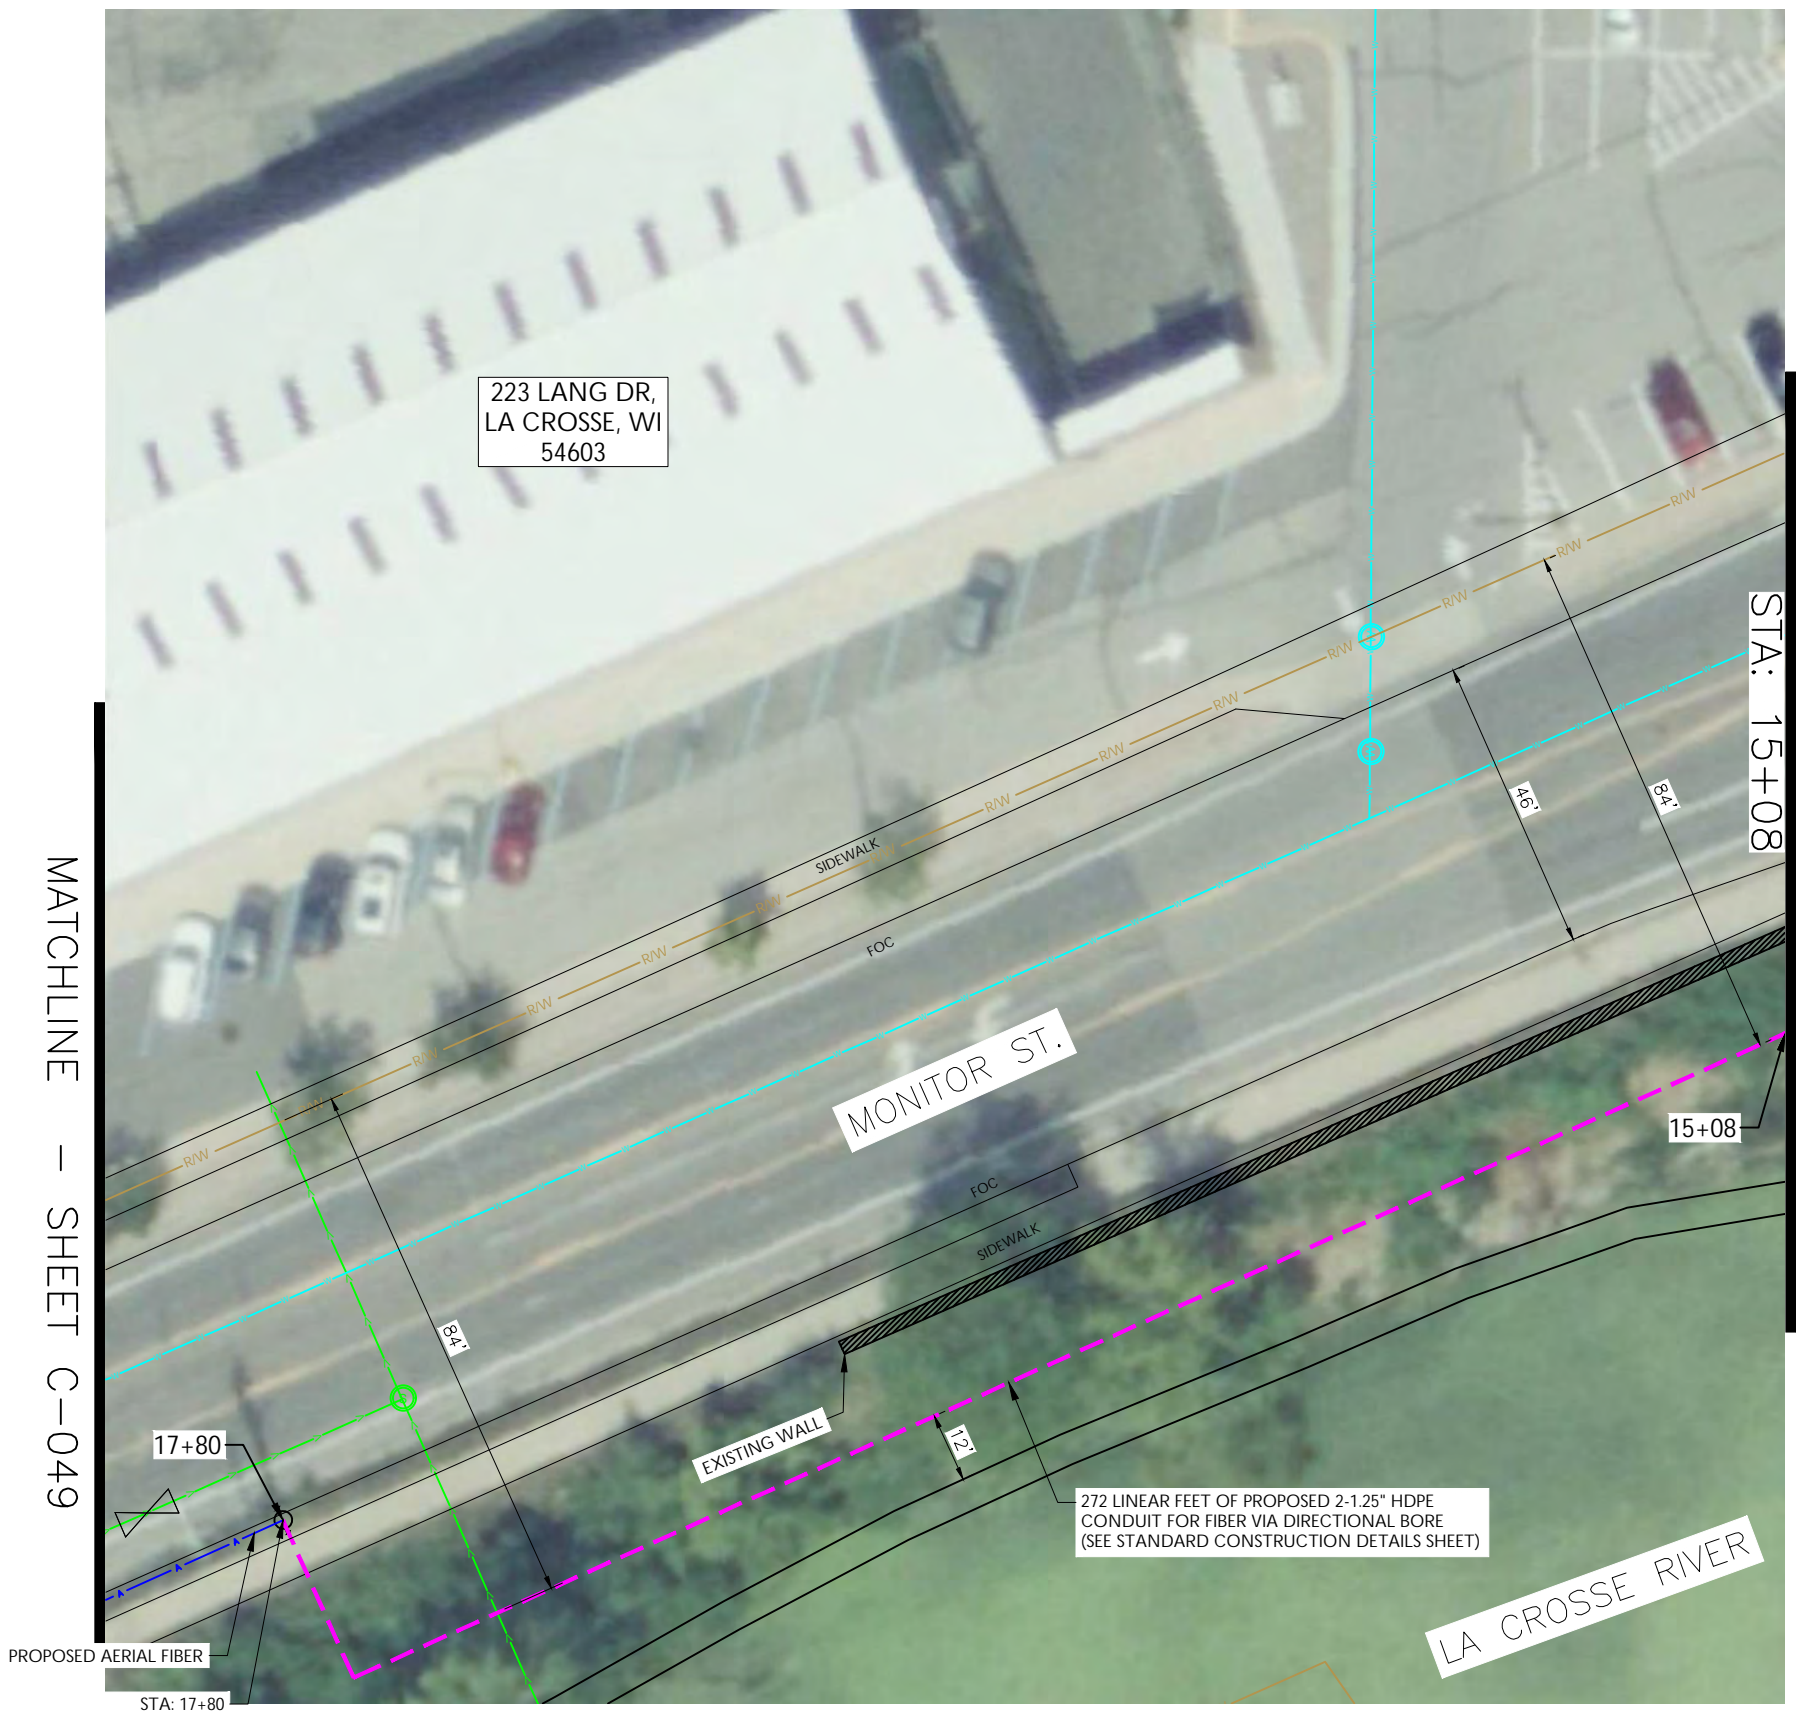 223 LANG DR,
LA CROSSE, WI
54603
R/W
R/W
R/W
R/W
R/W
R/W
R/W
R/W
R/W
R/W
R/W
R/W
R/W
STA: 15+08
46'
84'
SIDEWALK
FOC
MONITOR ST.
15+08
FOC
SIDEWALK
84'
MATCHLINE - SHEET C-049
17+80
EXISTING WALL
12'
272 LINEAR FEET OF PROPOSED 2-1.25" HDPE
CONDUIT FOR FIBER VIA DIRECTIONAL BORE
(SEE STANDARD CONSTRUCTION DETAILS SHEET)
LA CROSSE RIVER
A
A
A
PROPOSED AERIAL FIBER
STA: 17+80